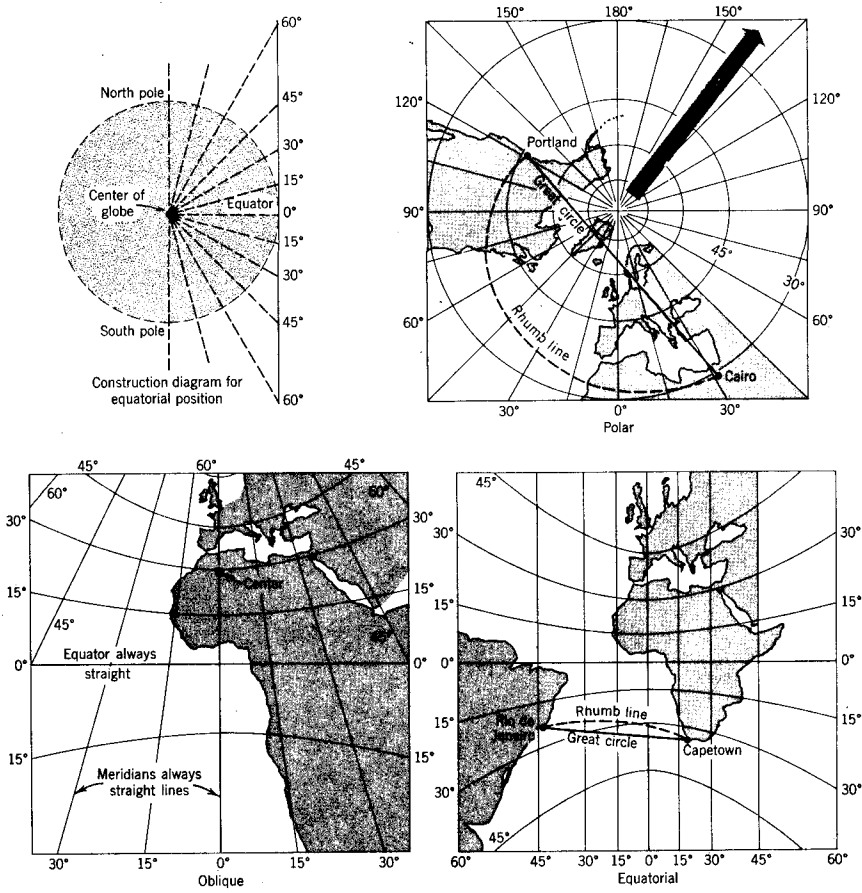 60°
North pole
45°
30°
15°
Center of
globe
Equator
0°
15°
30°
South pole
45°
Construction diagram for
equatorial position
60°
150°
180°
150°
120°
120°
Portland
Great circle
90°
90°
45°
30°
Rhumb line
60°
60°
Cairo
30°
0°
30°
Polar
45°
60°
45°
60°
60°
30°
30°
Center
15°
15°
45°
45°
Equator always
straight
0°
0°
15°
15°
Meridians always
straight lines
30°
15°
0°
15°
30°
Oblique
45°
30°
30°
15°
15°
0°
0°
Rhumb line
15°
Rio de
Janeiro
15°
Great circle
Capetown
30°
30°
45°
60°
45°
30°
15°
0°
15°
30°
45°
60°
Equatorial